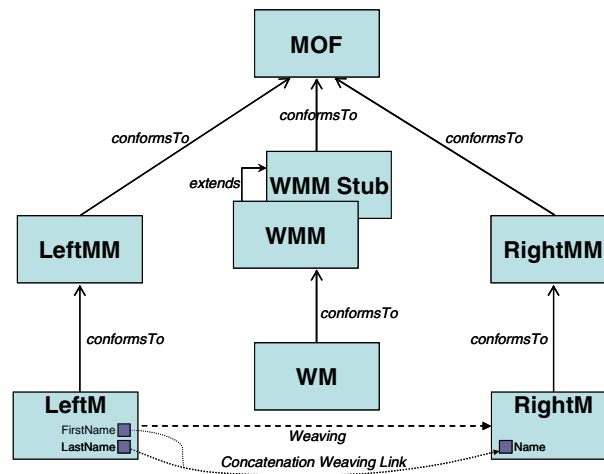 MOF
conformsTo
conformsTo
conformsTo
extends
WMM Stub
LeftMM
WMM
RightMM
conformsTo
conformsTo
conformsTo
WM
LeftM
RightM
FirstName
Weaving
LastName
Name
Concatenation Weaving Link